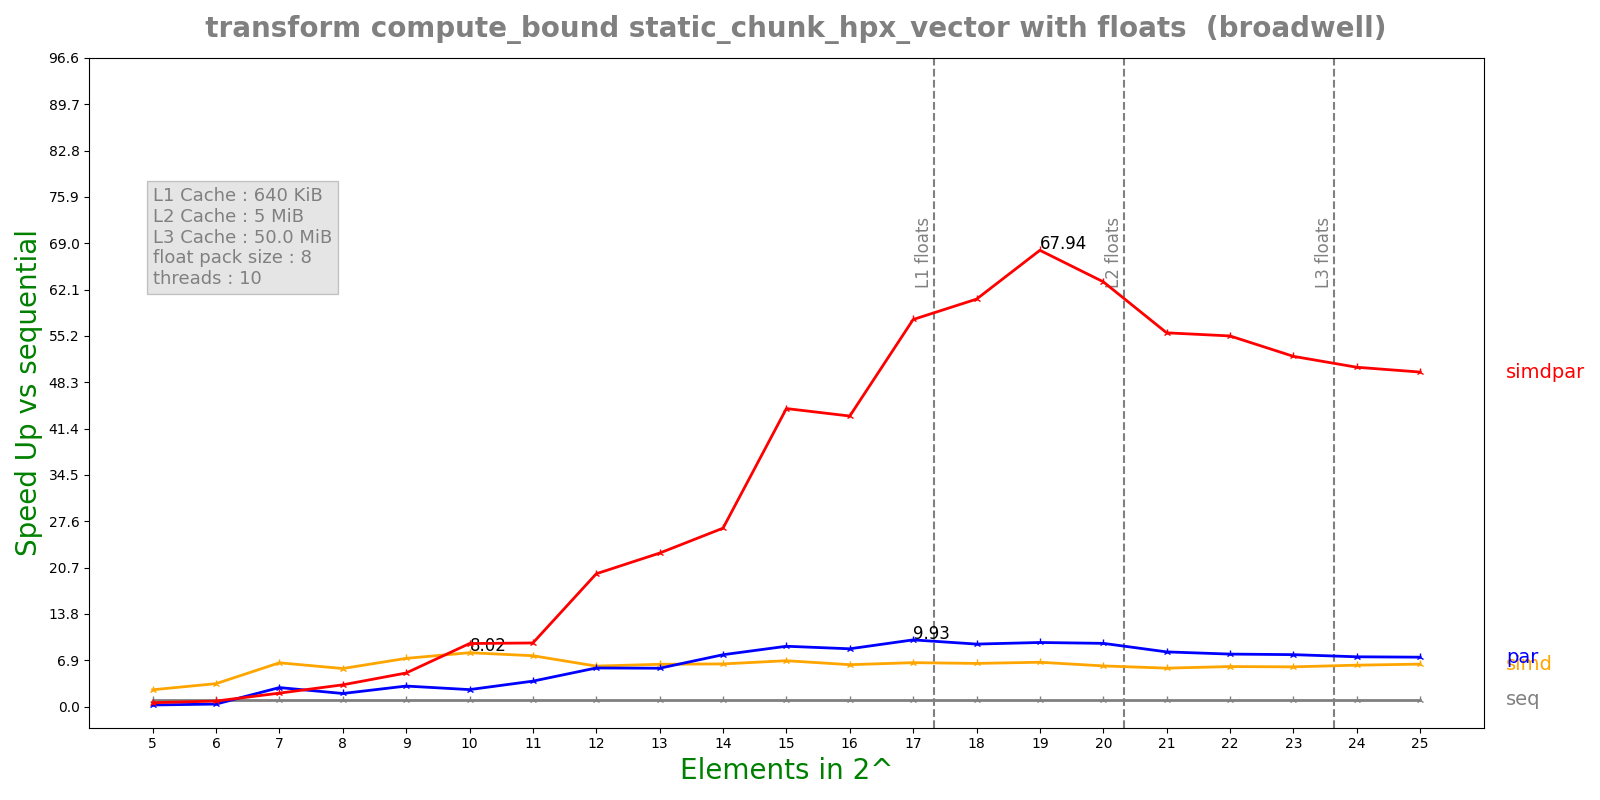 transform compute_bound static_chunk_hpx_vector with floats (broadwell)
96.6
89.7
82.8
75.9
69.0
62.1
55.2
48.3
41.4
34.5
27.6
20.7
13.8
6.9
0.0
Speed Up vs sequential
L1 Cache : 640 KiB
L2 Cache : 5 MiB
L3 Cache : 50.0 MiB
float pack size : 8
threads : 10
L1 floats
L2 floats
L3 floats
67.94
8.02
9.93
simdpar
par
simd
seq
5 6 7 8 9 10 11 12 13 14 15 16 17 18 19 20 21 22 23 24 25
Elements in 2^